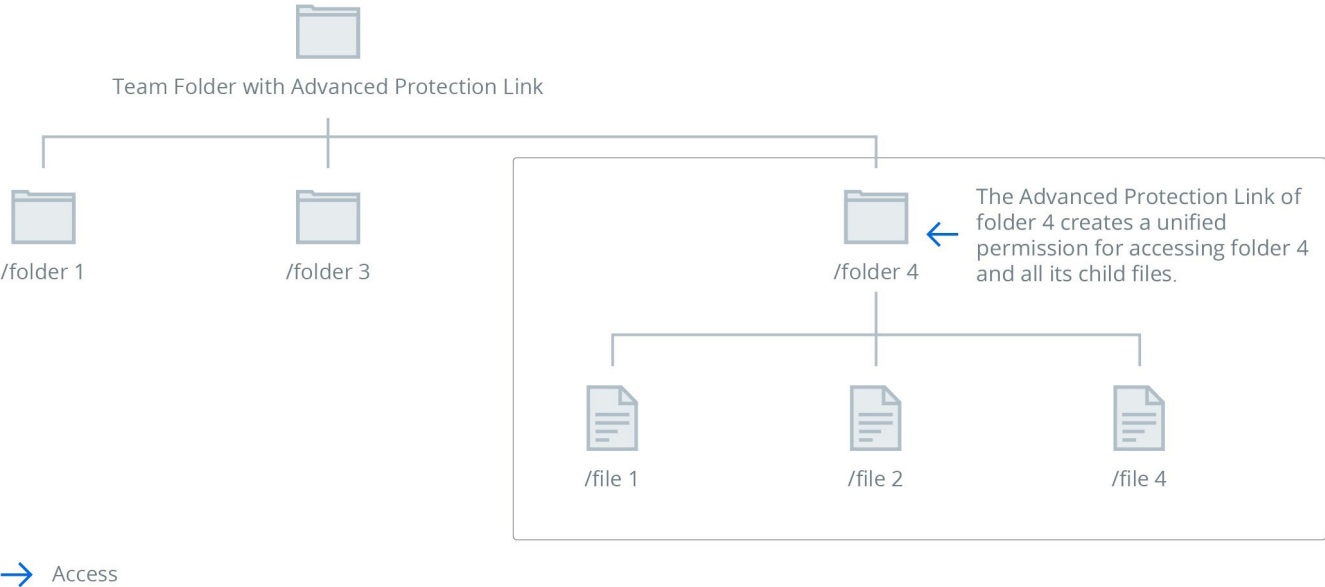 Team Folder with Advanced Protection Link
/folder 1
/folder 3
/folder 4
The Advanced Protection Link of
folder 4 creates a unified
permission for accessing folder 4
and all its child files.
/file 1
/file 2
/file 4
Access